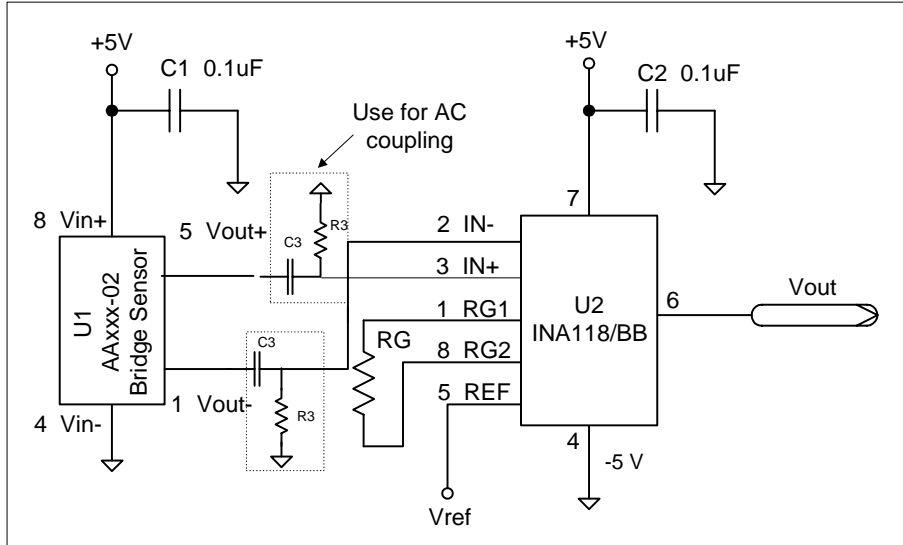 +5V
C1 0.1uF
+5V
C2 0.1uF
Use for AC
coupling
8 Vin+
5 Vout+
R3
C3
2 IN-
7
3 IN+
U1
AAxxx-02
Bridge Sensor
C3
R3
1 Vout-
4 Vin-
RG
1 RG1
8 RG2
5 REF
U2
INA118/BB
6
Vout
4
-5 V
Vref